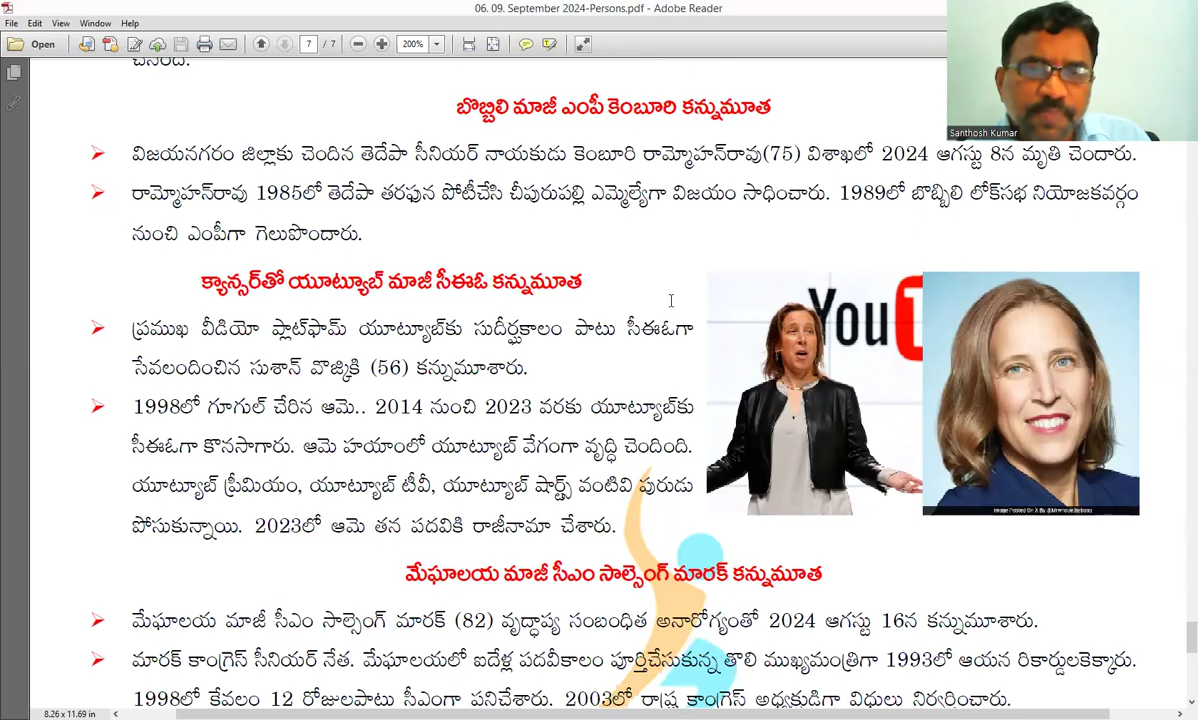 06. 09. September 2024-Persons.pdf - Adobe Reader
File Edit View Window Help
Open 7 / 7 200%
చినది.
Santhosh Kumar
బొబ్బిలి మాజీ ఎంపీ కెంబూరి కన్నుమూత
విజయనగరం జిల్లాకు చెందిన తెదేపా సీనియర్ నాయకుడు కెంబూరి రామ్మోహన్‌రావు(75) విశాఖలో 2024 ఆగస్టు 8న మృతి చెందారు.
రామ్మోహన్‌రావు 1985లో తెదేపా తరఫున పోటీచేసి చీపురుపల్లి ఎమ్మెల్యేగా విజయం సాధించారు. 1989లో బొబ్బిలి లోక్‌సభ నియోజకవర్గం
నుంచి ఎంపీగా గెలుపొందారు.
క్యాన్సర్‌తో యూట్యూబ్ మాజీ సీఈఓ కన్నుమూత
ప్రముఖ వీడియో ప్లాట్‌ఫామ్ యూట్యూబ్‌కు సుదీర్ఘకాలం పాటు సీఈఓగా
సేవలందించిన సుశాన్ వొజ్కికి (56) కన్నుమూశారు.
1998లో గూగుల్ చేరిన ఆమె.. 2014 నుంచి 2023 వరకు యూట్యూబ్‌కు
సీఈఓగా కొనసాగారు. ఆమె హయాంలో యూట్యూబ్ వేగంగా వృద్ధి చెందింది.
యూట్యూబ్ ప్రీమియం, యూట్యూబ్ టీవీ, యూట్యూబ్ షార్ట్స్ వంటివి పురుడు
పోసుకున్నాయి. 2023లో ఆమె తన పదవికి రాజీనామా చేశారు.
You
మేఘాలయ మాజీ సీఎం సాల్సెంగ్ మారక్ కన్నుమూత
మేఘాలయ మాజీ సీఎం సాల్సెంగ్ మారక్ (82) వృద్ధాప్య సంబంధిత అనారోగ్యంతో 2024 ఆగస్టు 16న కన్నుమూశారు.
మారక్ కాంగ్రెస్ సీనియర్ నేత. మేఘాలయలో ఐదేళ్ల పదవీకాలం పూర్తిచేసుకున్న తొలి ముఖ్యమంత్రిగా 1993లో ఆయన రికార్డులకెక్కారు.
1998లో కేవలం 12 రోజులపాటు సీఎంగా పనిచేశారు. 2003లో రాష్ట్ర కాంగ్రెస్ అధ్యక్షుడిగా విధులు నిర్వర్తించారు.
8.26 x 11.69 in